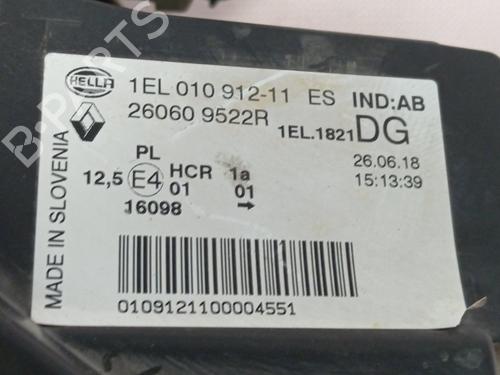 HELLA 1EL 010 912-11 ES IND:AB
26060 9522R 1EL.1821 DG
PL 26.06.18
12,5 E4 HCR 1a 15:13:39
01 01
16098 →
MADE IN SLOVENIA
0109121100004551
B-PARTS